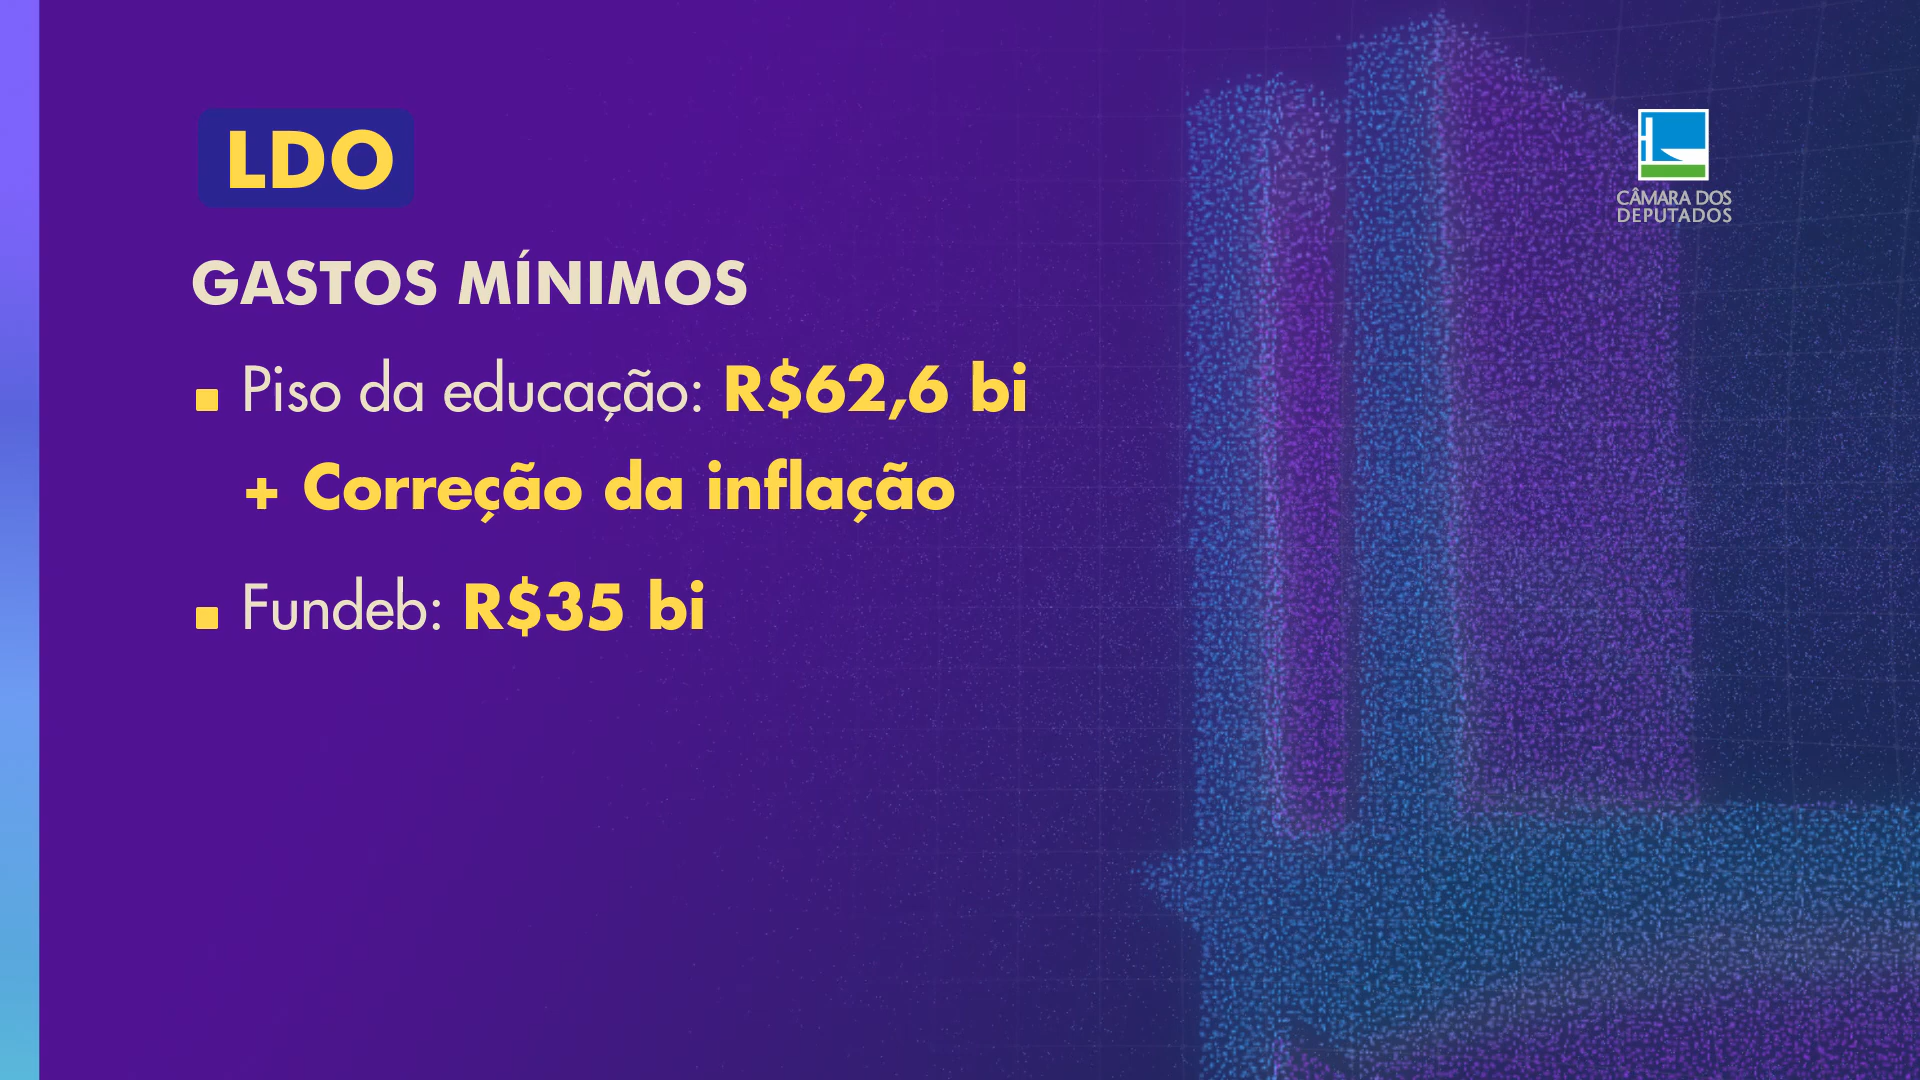 LDO
CÂMARA DOS
DEPUTADOS
GASTOS MÍNIMOS
Piso da educação: R$62,6 bi
+ Correção da inflação
Fundeb: R$35 bi